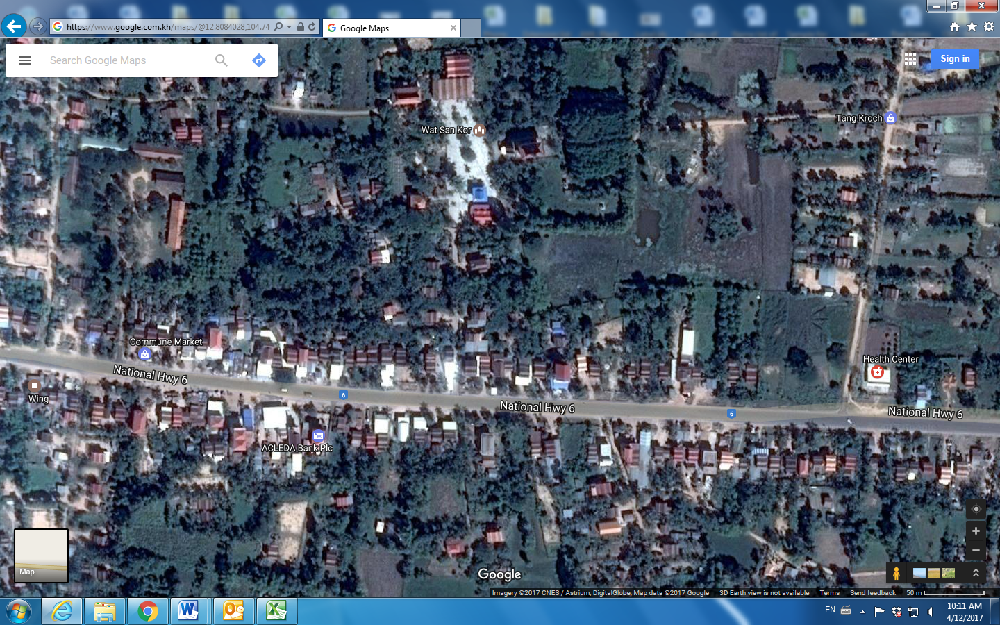 https://www.google.com.kh/maps/@12.8084028,104.74
Google Maps
Search Google Maps
Sign in
Tang Kroch
Wat San Kor
Commune Market
National Hwy 6
Health Center
Wing
6
National Hwy 6
6
National Hwy 6
ACLEDA Bank Plc
Map
Google
Imagery ©2017 CNES / Astrium, DigitalGlobe, Map data ©2017 Google
3D Earth view is not available
Terms
Send feedback
50 m
EN
10:11 AM
4/12/2017